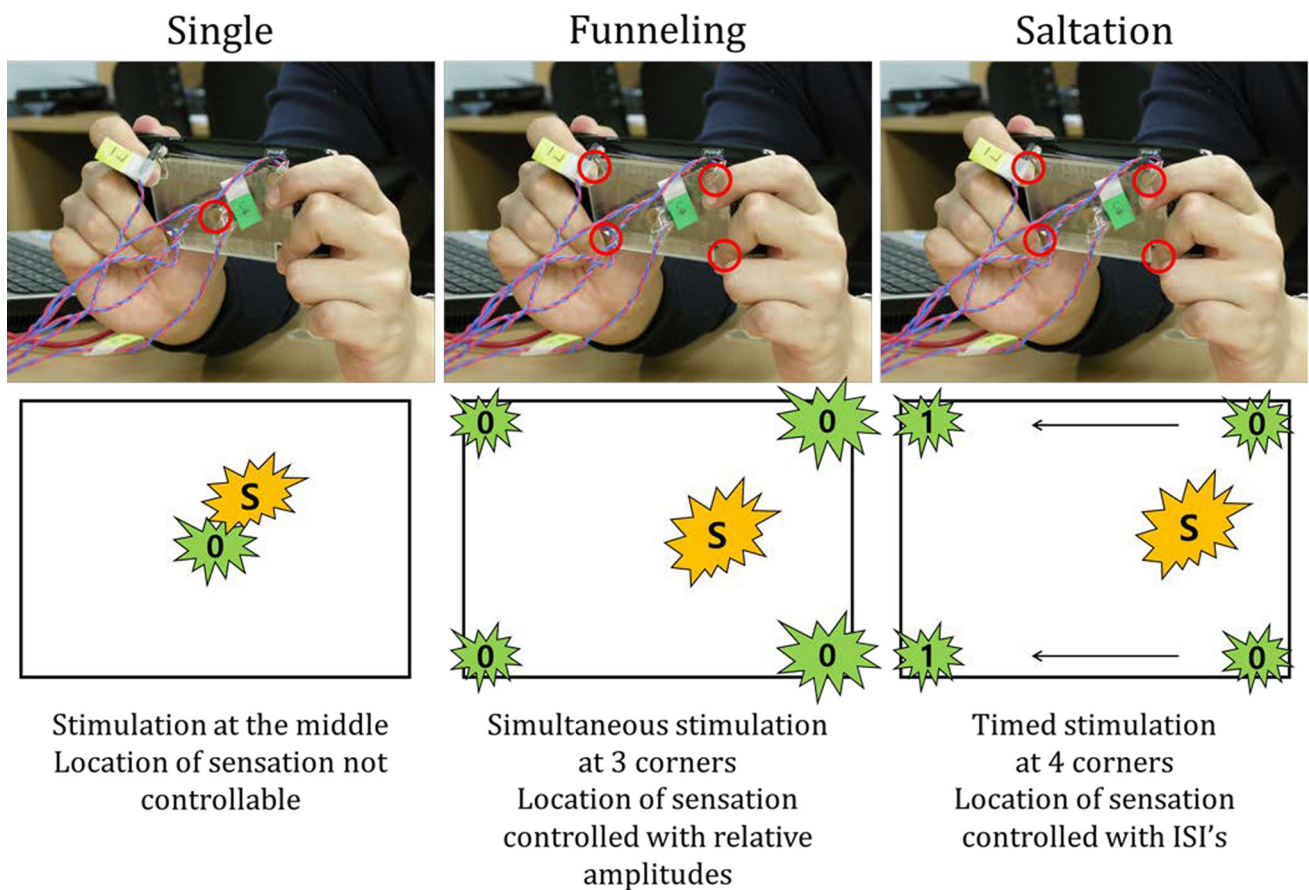 Single
Funneling
Saltation
0
S
0
0
S
0
0
1
0
S
1
0
Stimulation at the middle
Location of sensation not
controllable
Simultaneous stimulation
at 3 corners
Location of sensation
controlled with relative
amplitudes
Timed stimulation
at 4 corners
Location of sensation
controlled with ISI's